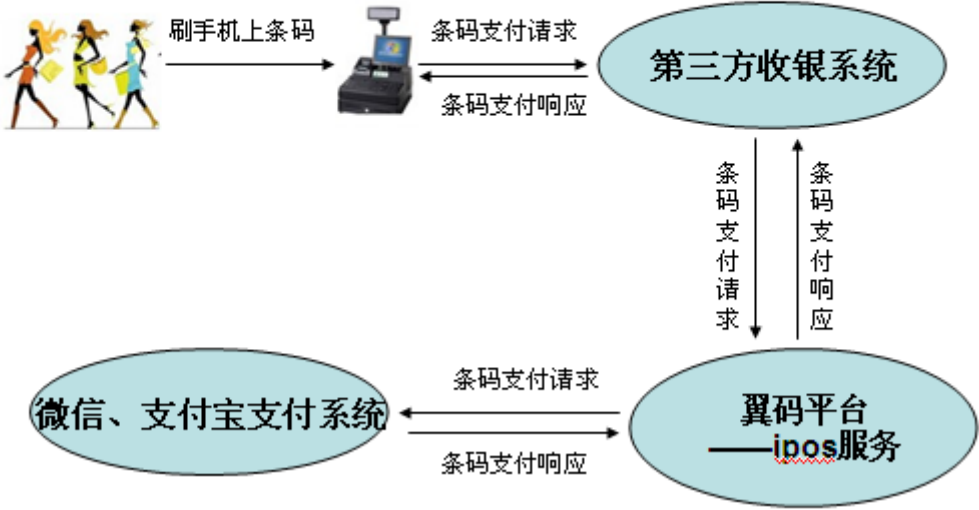 刷手机上条码
条码支付请求
条码支付响应
第三方收银系统
条码支付请求
条码支付响应
微信、支付宝支付系统
条码支付请求
条码支付响应
翼码平台
——ipos服务